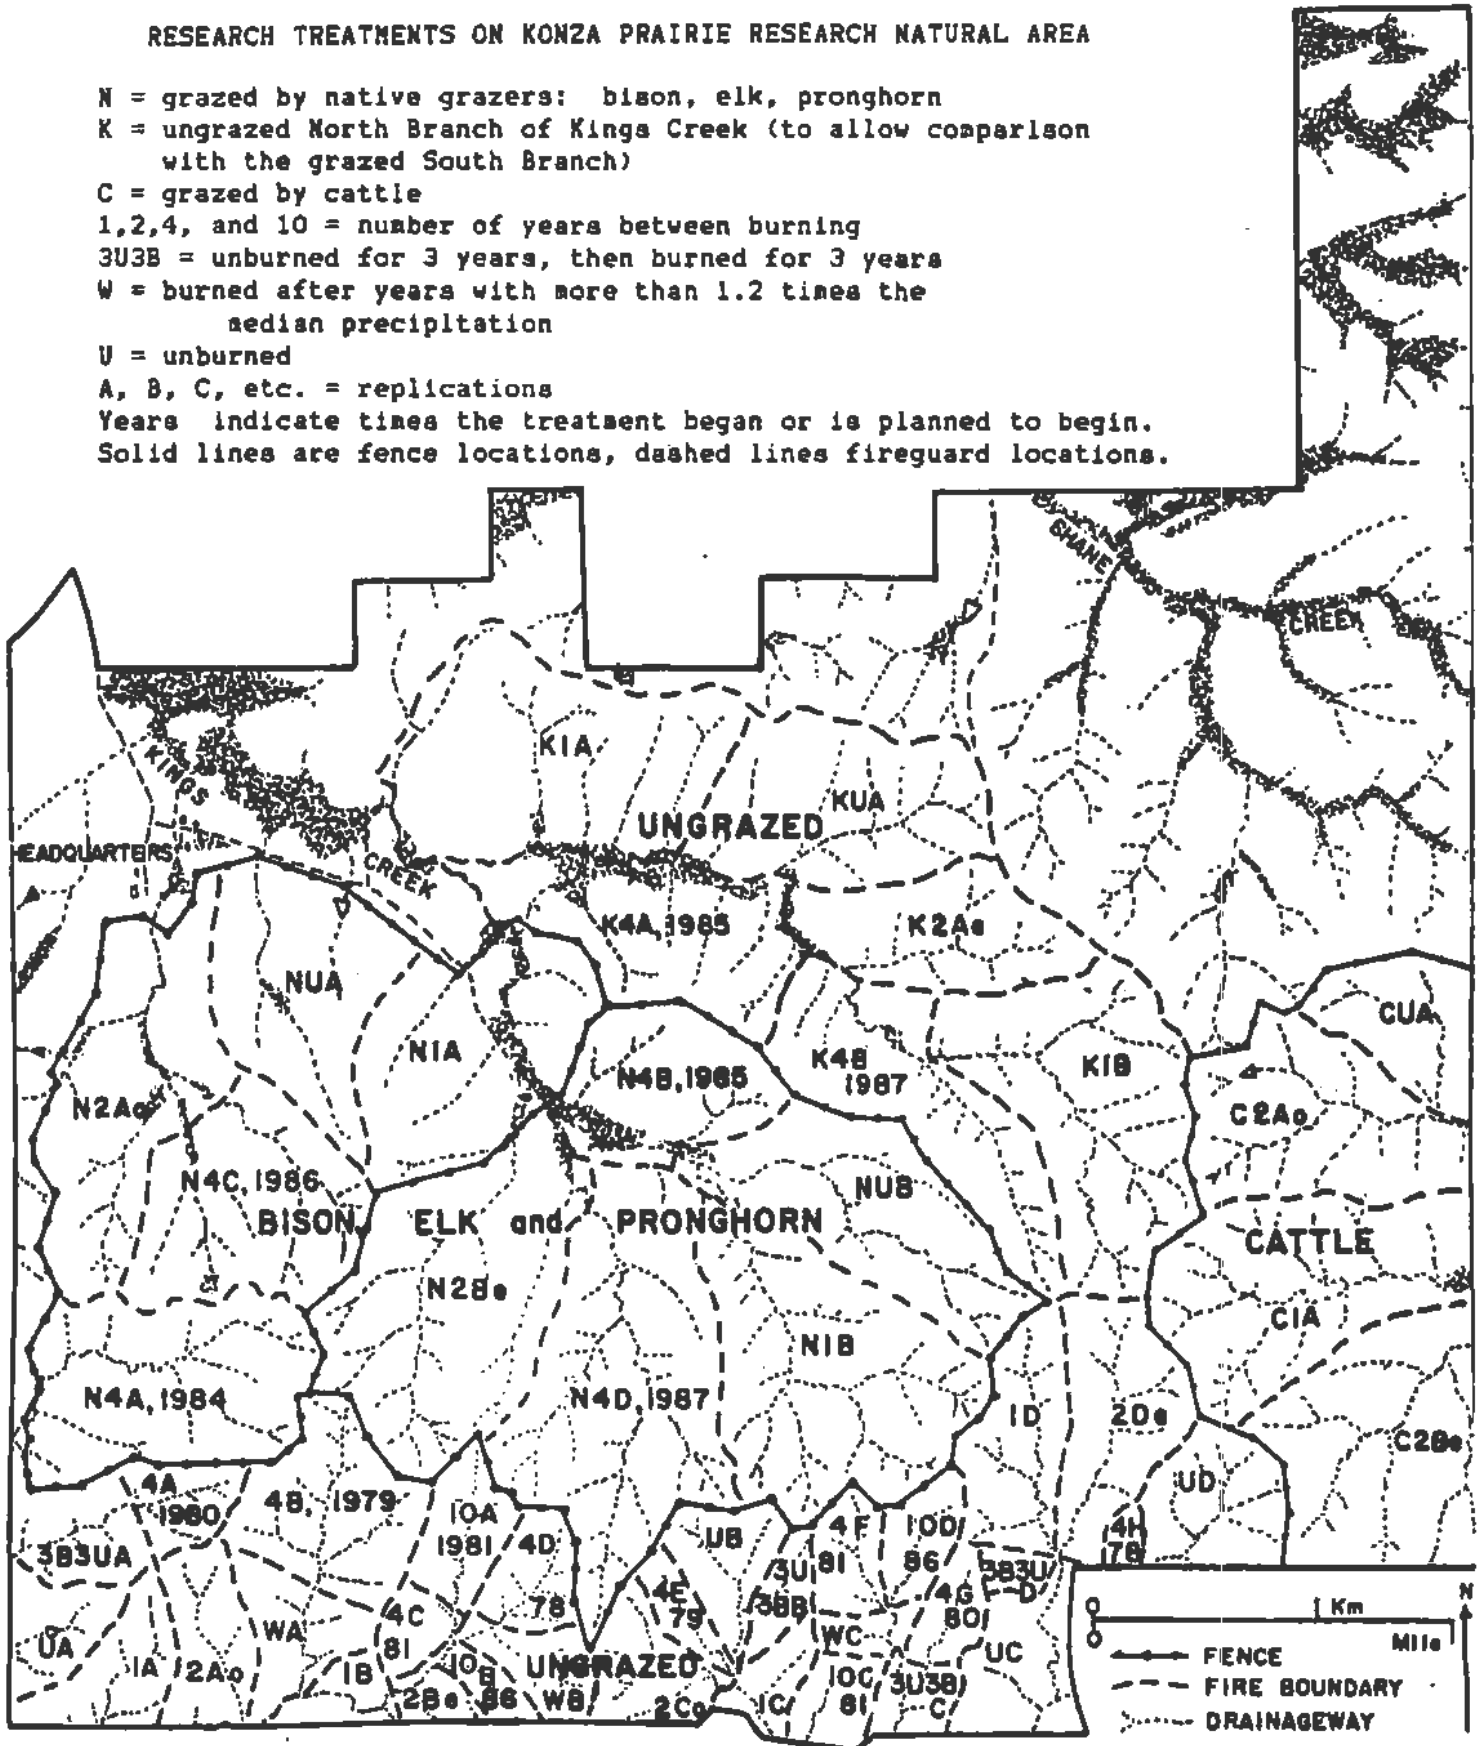 RESEARCH TREATMENTS ON KONZA PRAIRIE RESEARCH NATURAL AREA
N = grazed by native grazers: bison, elk, pronghorn
K = ungrazed North Branch of Kings Creek (to allow comparison
with the grazed South Branch)
C = grazed by cattle
1,2,4, and 10 = number of years between burning
3U3B = unburned for 3 years, then burned for 3 years
W = burned after years with more than 1.2 times the
median precipitation
U = unburned
A, B, C, etc. = replications
Years indicate times the treatment began or is planned to begin.
Solid lines are fence locations, dashed lines fireguard locations.
SHANE
CREEK
K1A
KINGS
KUA
UNGRAZED
HEADQUARTERS
CREEK
K4A, 1985
K2Ae
NUA
CUA
N1A
K4B
1987
K1B
N4B, 1985
N2Ao
C2Ao
N4C, 1986
NUB
BISON, ELK and PRONGHORN
CATTLE
N2Be
C1A
N1B
N4A, 1984
N4D, 1987
1D
2De
C2Be
4A
1980
4B, 1979
UD
10A
1981
4D
UB
4F
81
10D
86
4H
78
3B3UA
3U
3BB
3B3U
D
4E
79
4G
80
78
4C
81
UA
WA
WC
UC
1A
2Ao
1B
10
B
86
UNGRAZED
10C
81
3U3B
C
2Be
WB
2Co
1C
0
1 Km
0
Mile
N
FENCE
FIRE BOUNDARY
DRAINAGEWAY